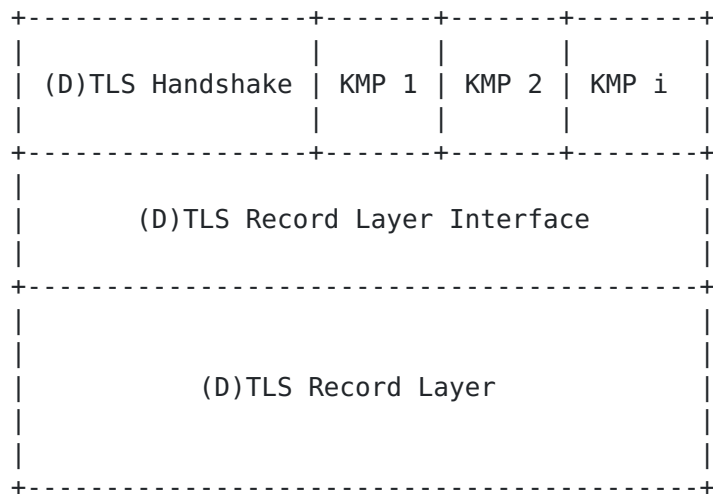 (D)TLS Handshake | KMP 1 | KMP 2 | KMP i
(D)TLS Record Layer Interface
(D)TLS Record Layer